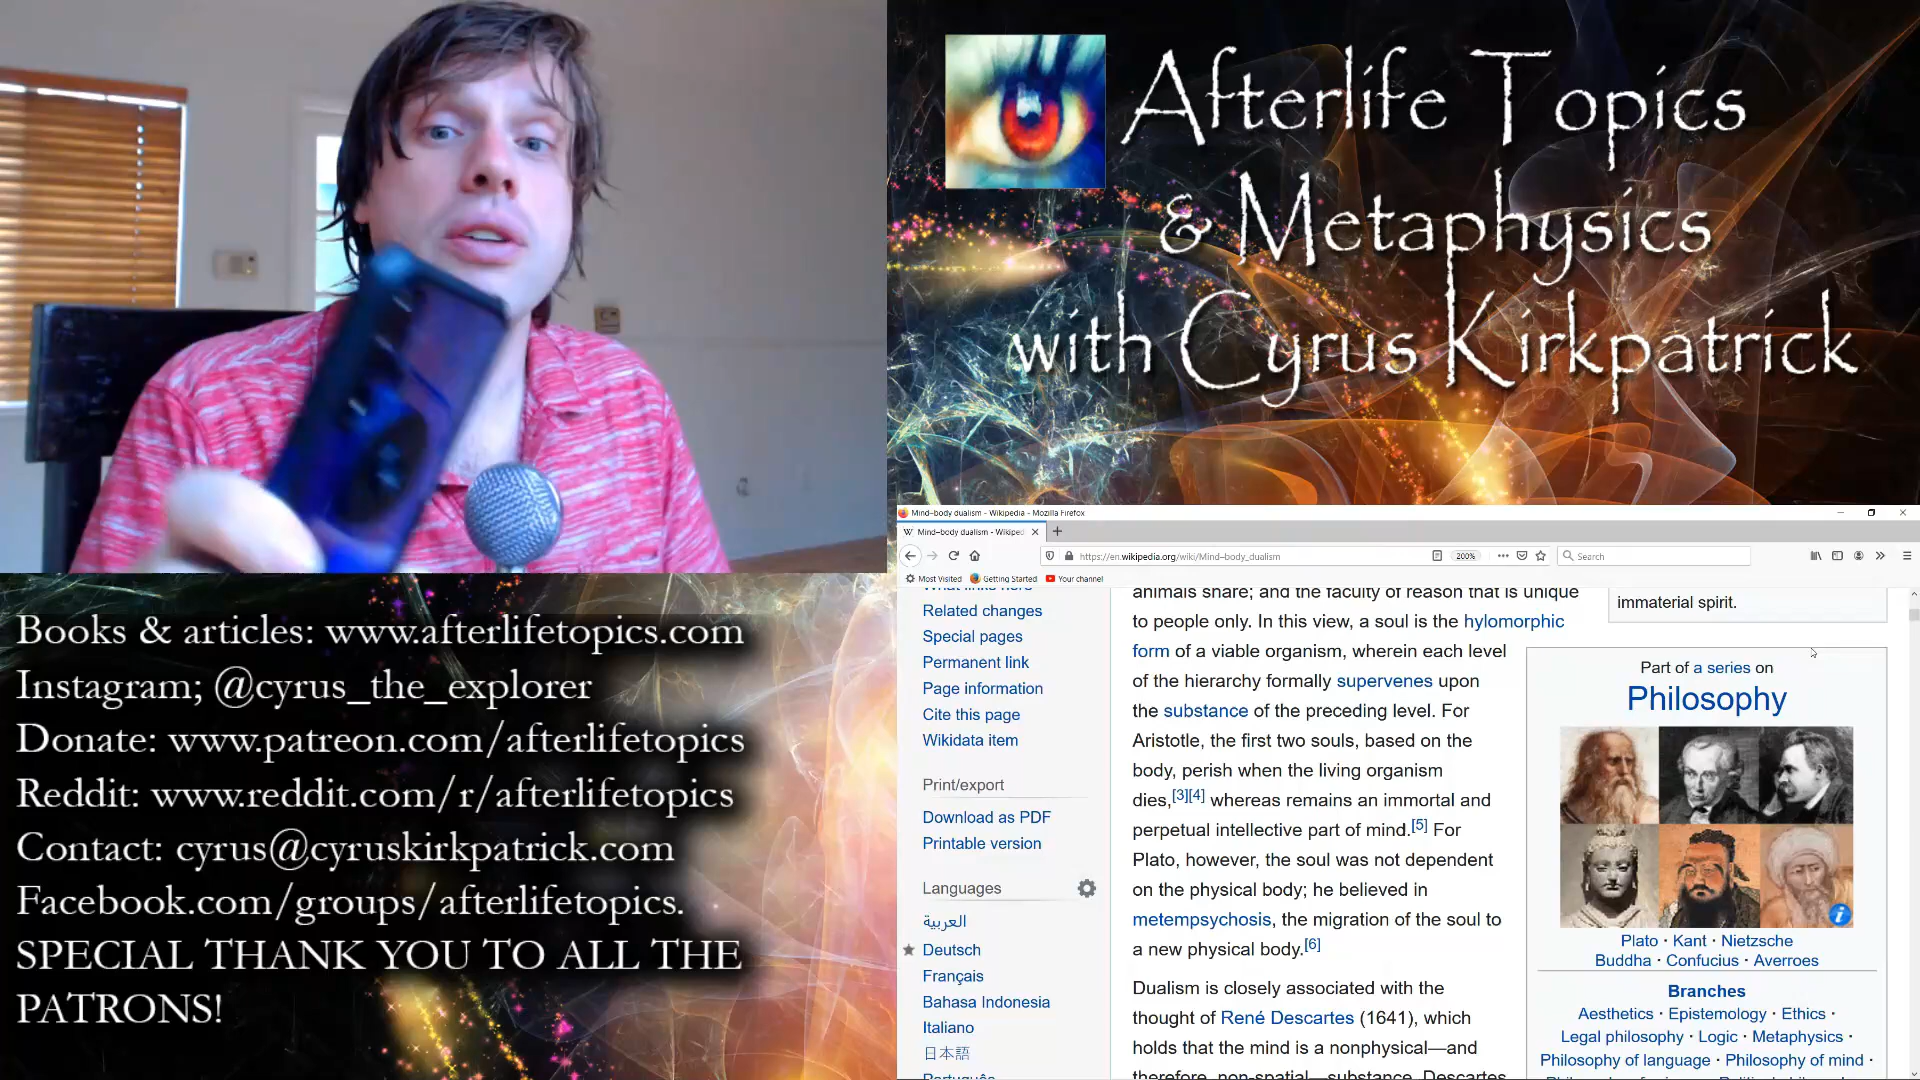 Afterlife Topics
& Metaphysics
with Cyrus Kirkpatrick
Books & articles: www.afterlifetopics.com
Instagram; @cyrus_the_explorer
Donate: www.patreon.com/afterlifetopics
Reddit: www.reddit.com/r/afterlifetopics
Contact: cyrus@cyruskirkpatrick.com
Facebook.com/groups/afterlifetopics.
SPECIAL THANK YOU TO ALL THE
PATRONS!
Mind–body dualism - Wikipedia - Mozilla Firefox
Mind–body dualism - Wikiped
https://en.wikipedia.org/wiki/Mind–body_dualism
200%
Search
Most Visited
Getting Started
Your channel
What links here
Related changes
Special pages
Permanent link
Page information
Cite this page
Wikidata item
Print/export
Download as PDF
Printable version
Languages
العربية
Deutsch
Français
Bahasa Indonesia
Italiano
日本語
Português
animals share; and the faculty of reason that is unique
to people only. In this view, a soul is the hylomorphic
form of a viable organism, wherein each level
of the hierarchy formally supervenes upon
the substance of the preceding level. For
Aristotle, the first two souls, based on the
body, perish when the living organism
dies,[3][4] whereas remains an immortal and
perpetual intellective part of mind.[5] For
Plato, however, the soul was not dependent
on the physical body; he believed in
metempsychosis, the migration of the soul to
a new physical body.[6]
Dualism is closely associated with the
thought of René Descartes (1641), which
holds that the mind is a nonphysical—and
therefore, non-spatial—substance. Descartes
immaterial spirit.
Part of a series on
Philosophy
Plato · Kant · Nietzsche
Buddha · Confucius · Averroes
Branches
Aesthetics · Epistemology · Ethics ·
Legal philosophy · Logic · Metaphysics ·
Philosophy of language · Philosophy of mind ·